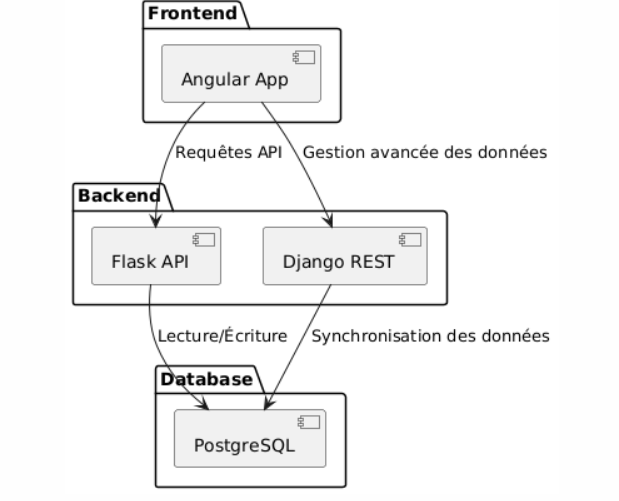 Frontend
Angular App
Requêtes API
Gestion avancée des données
Backend
Flask API
Django REST
Lecture/Écriture
Synchronisation des données
Database
PostgreSQL